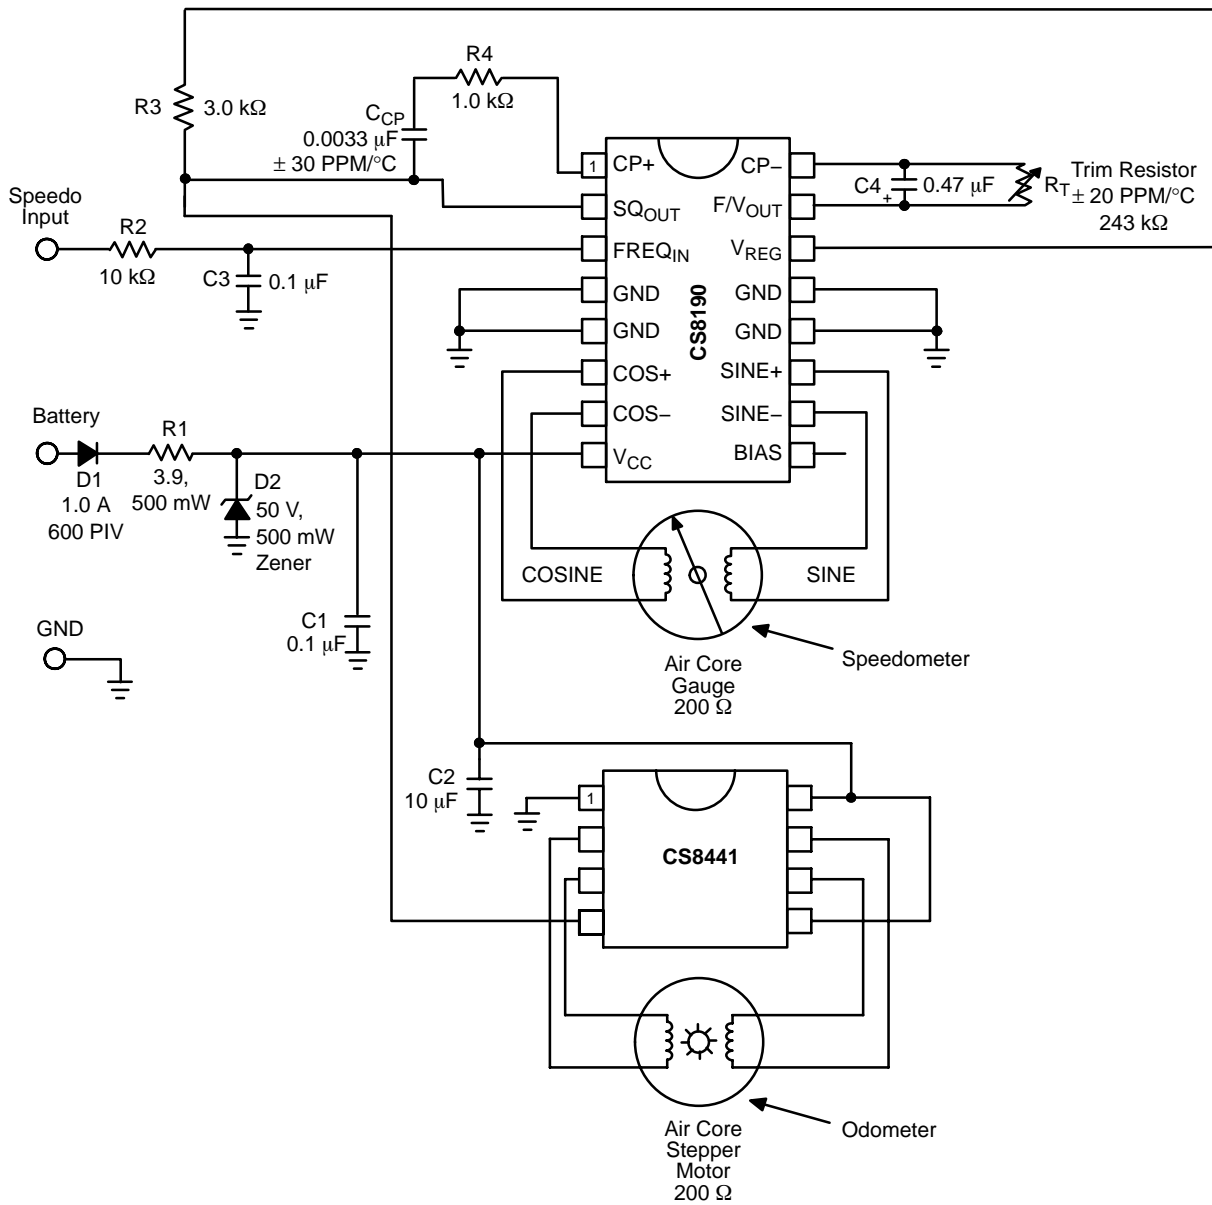 R4
1.0 kΩ
R3
3.0 kΩ
C_CP
0.0033 μF
± 30 PPM/°C
Speedo
Input
R2
10 kΩ
C3
0.1 μF
1
CP+
SQ_OUT
FREQ_IN
GND
GND
COS+
COS–
V_CC
CS8190
CP–
F/V_OUT
V_REG
GND
GND
SINE+
SINE–
BIAS
C4
+
0.47 μF
R_T
Trim Resistor
± 20 PPM/°C
243 kΩ
Battery
D1
1.0 A
600 PIV
R1
3.9,
500 mW
D2
50 V,
500 mW
Zener
C1
0.1 μF
GND
COSINE
SINE
Speedometer
Air Core
Gauge
200 Ω
C2
10 μF
1
CS8441
Odometer
Air Core
Stepper
Motor
200 Ω